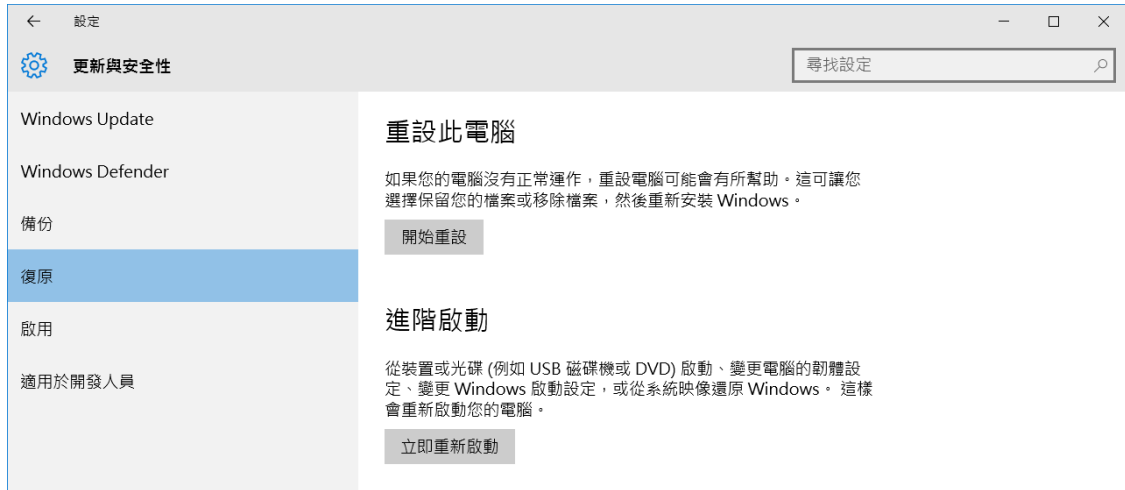 設定
更新與安全性
尋找設定
Windows Update
Windows Defender
備份
復原
啟用
適用於開發人員
重設此電腦
如果您的電腦沒有正常運作，重設電腦可能會有所幫助。這可讓您
選擇保留您的檔案或移除檔案，然後重新安裝 Windows。
開始重設
進階啟動
從裝置或光碟 (例如 USB 磁碟機或 DVD) 啟動、變更電腦的韌體設
定、變更 Windows 啟動設定，或從系統映像還原 Windows。 這樣
會重新啟動您的電腦。
立即重新啟動